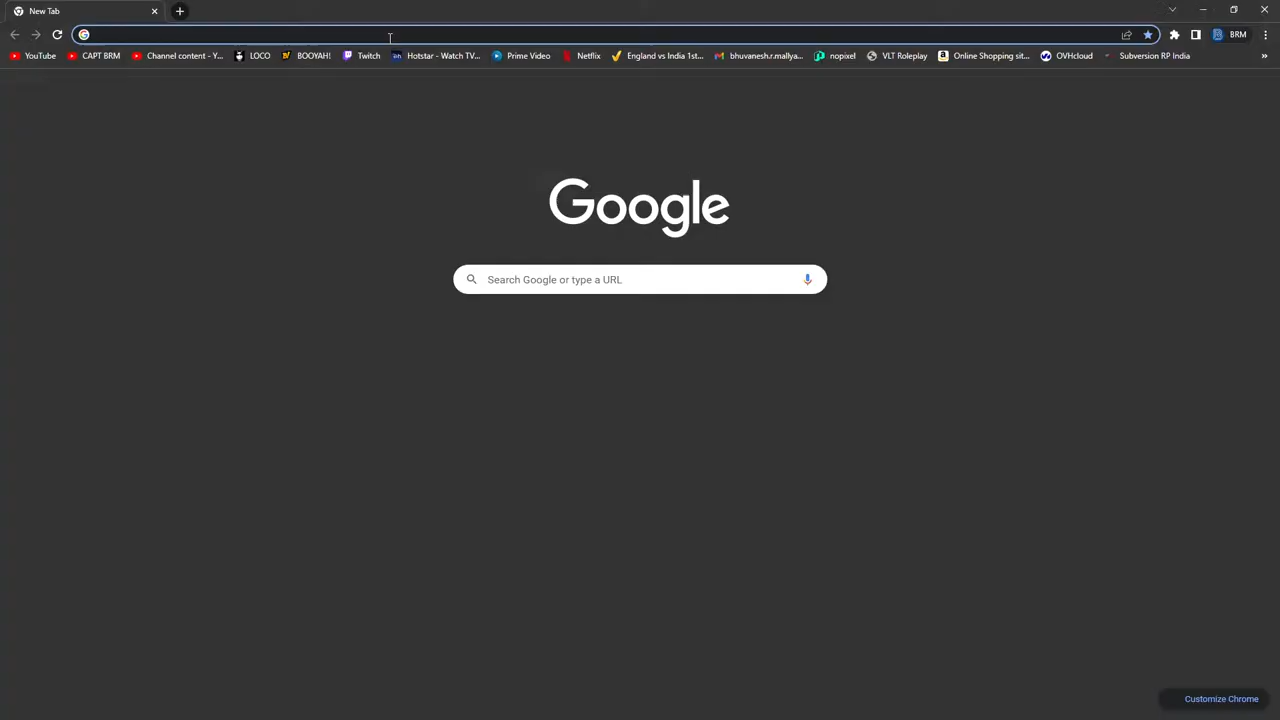 New Tab
BRM
YouTube
CAPT BRM
Channel content - Y...
LOCO
BOOYAH!
Twitch
Hotstar - Watch TV...
Prime Video
Netflix
England vs India 1st...
bhuvanesh.r.mallya...
nopixel
VLT Roleplay
Online Shopping sit...
OVHcloud
Subversion RP India
»
Google
Search Google or type a URL
Customize Chrome